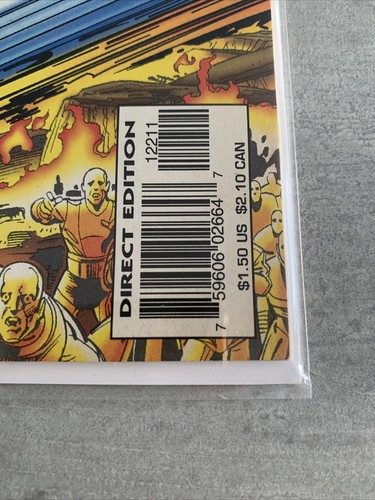 DIRECT EDITION
12211
7 59606 02664 7
$1.50 US $2.10 CAN